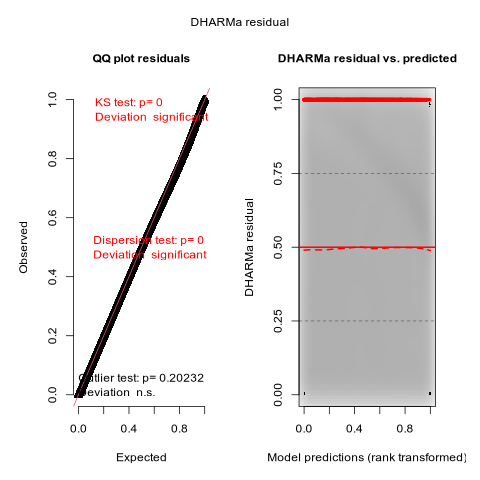 DHARMa residual
QQ plot residuals
KS test: p= 0
Deviation significant
Dispersion test: p= 0
Deviation significant
Outlier test: p= 0.20232
Deviation n.s.
Observed
0.0
0.2
0.4
0.6
0.8
1.0
0.0
0.4
0.8
Expected
DHARMa residual vs. predicted
DHARMa residual
0.00
0.25
0.50
0.75
1.00
0.0
0.4
0.8
Model predictions (rank transformed)